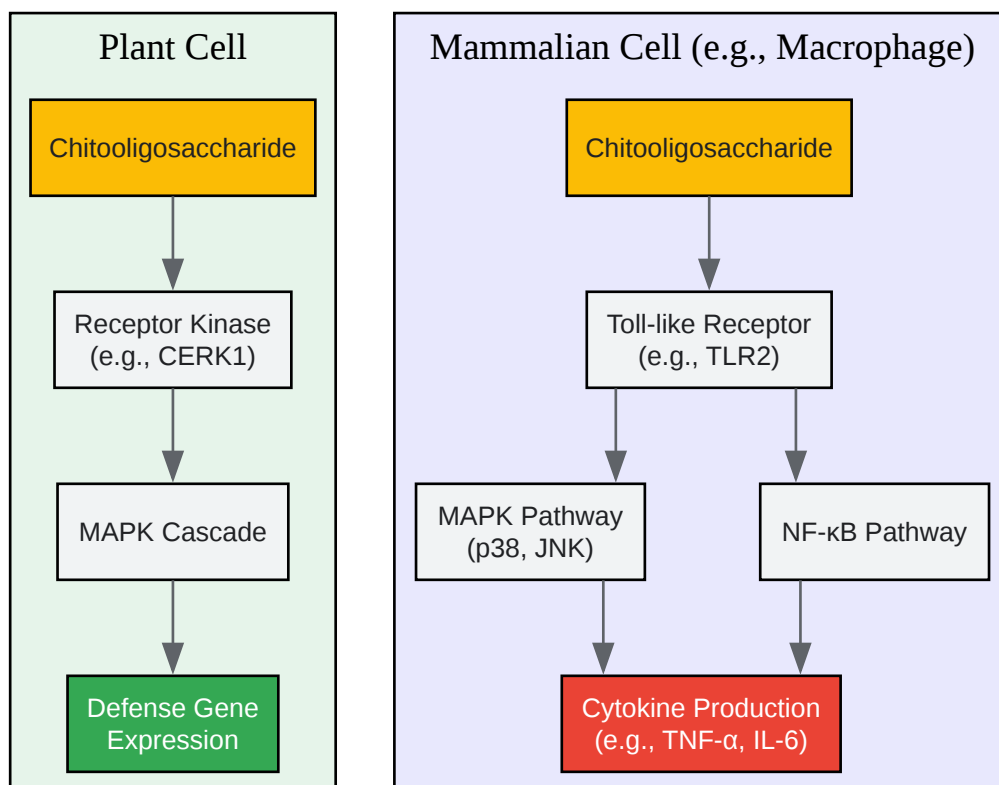 Plant Cell
Chitooligosaccharide
Receptor Kinase
(e.g., CERK1)
MAPK Cascade
Defense Gene
Expression
Mammalian Cell (e.g., Macrophage)
Chitooligosaccharide
Toll-like Receptor
(e.g., TLR2)
MAPK Pathway
(p38, JNK)
NF-κB Pathway
Cytokine Production
(e.g., TNF-α, IL-6)